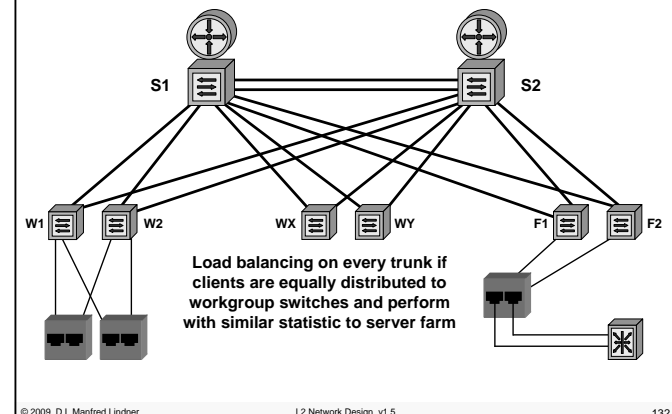 S1 S2
W1 W2 WX WY F1 F2
Load balancing on every trunk if
clients are equally distributed to
workgroup switches and perform
with similar statistic to server farm
© 2009, D.I. Manfred Lindner L2 Network Design, v1.5 132